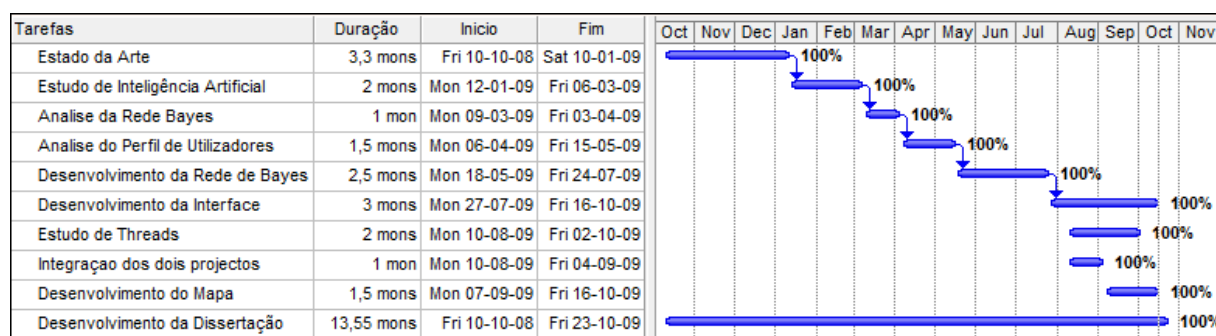 Tarefas Duração Inicio Fim Oct Nov Dec Jan Feb Mar Apr May Jun Jul Aug Sep Oct Nov
Estado da Arte 3,3 mons Fri 10-10-08 Sat 10-01-09 100%
Estudo de Inteligência Artificial 2 mons Mon 12-01-09 Fri 06-03-09 100%
Analise da Rede Bayes 1 mon Mon 09-03-09 Fri 03-04-09 100%
Analise do Perfil de Utilizadores 1,5 mons Mon 06-04-09 Fri 15-05-09 100%
Desenvolvimento da Rede de Bayes 2,5 mons Mon 18-05-09 Fri 24-07-09 100%
Desenvolvimento da Interface 3 mons Mon 27-07-09 Fri 16-10-09 100%
Estudo de Threads 2 mons Mon 10-08-09 Fri 02-10-09 100%
Integraçao dos dois projectos 1 mon Mon 10-08-09 Fri 04-09-09 100%
Desenvolvimento do Mapa 1,5 mons Mon 07-09-09 Fri 16-10-09 100%
Desenvolvimento da Dissertação 13,55 mons Fri 10-10-08 Fri 23-10-09 100%